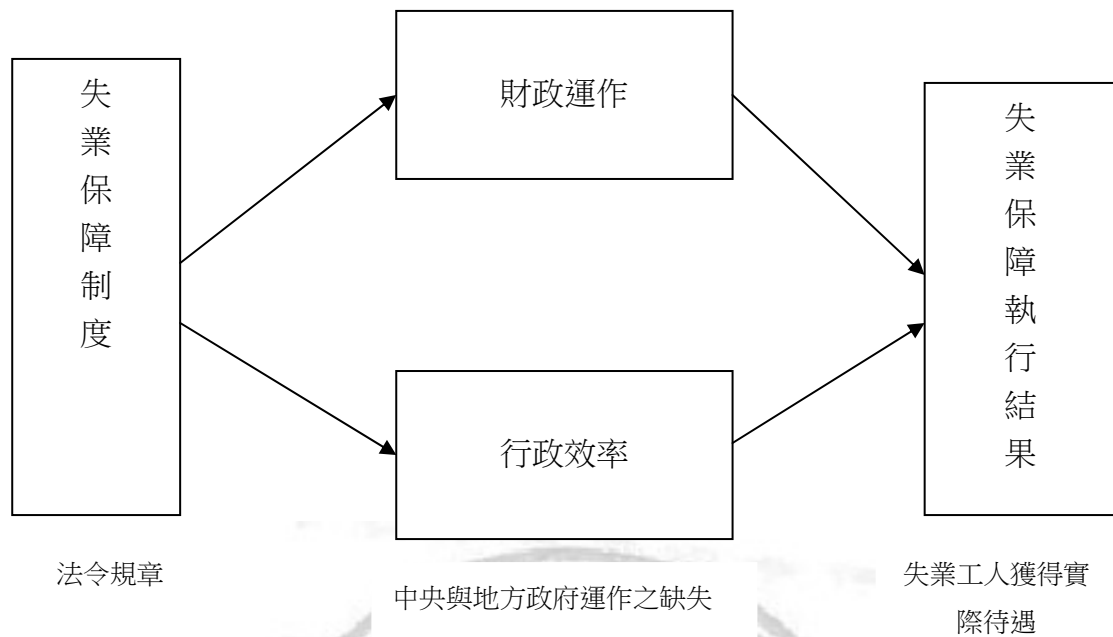 失業保障制度
財政運作
行政效率
失業保障執行結果
法令規章
中央與地方政府運作之缺失
失業工人獲得實
際待遇